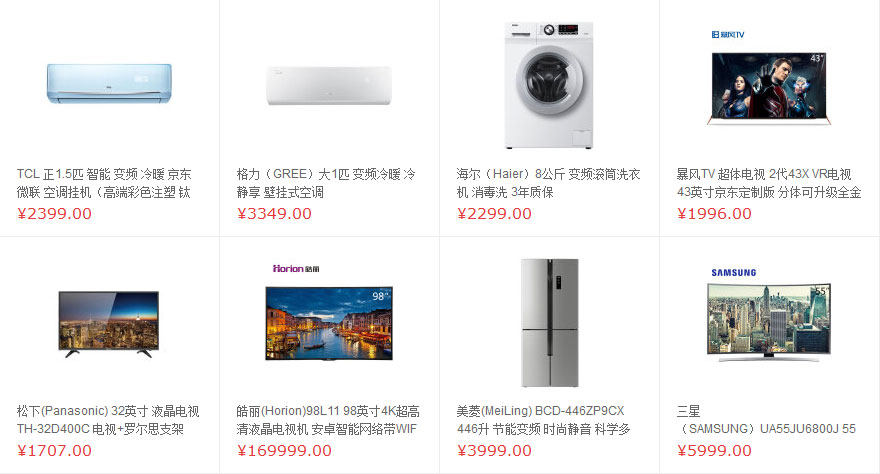 暴风TV
43"
TCL 正1.5匹 智能 变频 冷暖 京东
微联 空调挂机（高端彩色注塑 钛
¥2399.00
格力（GREE）大1匹 变频冷暖 冷
静享 壁挂式空调
¥3349.00
海尔（Haier）8公斤 变频滚筒洗衣
机 消毒洗 3年质保
¥2299.00
暴风TV 超体电视 2代43X VR电视
43英寸京东定制版 分体可升级全金
¥1996.00
Horion 皓丽
98"
SAMSUNG
55"
松下(Panasonic) 32英寸 液晶电视
TH-32D400C 电视+罗尔思支架
¥1707.00
皓丽(Horion)98L11 98英寸4K超高
清液晶电视机 安卓智能网络带WIF
¥169999.00
美菱(MeiLing) BCD-446ZP9CX
446升 节能变频 时尚静音 科学多
¥3999.00
三星
（SAMSUNG）UA55JU6800J 55
¥5999.00